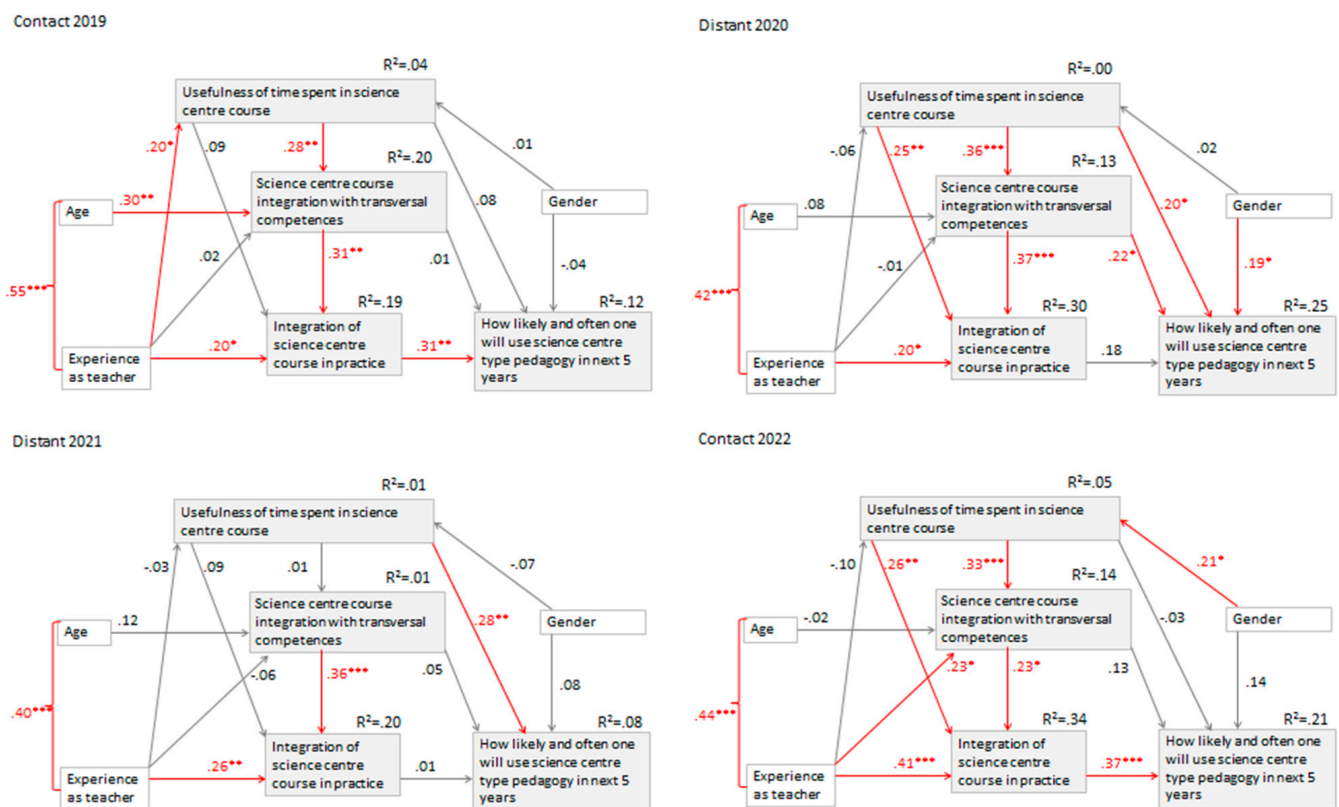 Contact 2019
R²=.04
Usefulness of time spent in science
centre course
.20*
.09
.28**
R²=.20
.01
.30**
Age
Science centre course
integration with transversal
competences
.08
Gender
.55***
.02
.31**
.01
-.04
R²=.19
R²=.12
Experience
as teacher
.20*
Integration of
science centre
course in practice
.31**
How likely and often one
will use science centre
type pedagogy in next 5
years
Distant 2020
R²=.00
Usefulness of time spent in science
centre course
-.06
.25**
.36***
R²=.13
.02
.08
Age
Science centre course
integration with transversal
competences
.20*
Gender
.42***
-.01
.37***
.22*
.19*
R²=.30
R²=.25
Experience
as teacher
.20*
Integration of
science centre
course in practice
.18
How likely and often one
will use science centre
type pedagogy in next 5
years
Distant 2021
R²=.01
Usefulness of time spent in science
centre course
-.03
.09
.01
R²=.01
-.07
.12
Age
Science centre course
integration with transversal
competences
.28**
Gender
.40***
-.06
.36***
.05
.08
R²=.20
R²=.08
Experience
as teacher
.26**
Integration of
science centre
course in practice
.01
How likely and often one
will use science centre
type pedagogy in next 5
years
Contact 2022
R²=.05
Usefulness of time spent in science
centre course
-.10
.26**
.33***
R²=.14
.21*
-.02
Age
Science centre course
integration with transversal
competences
-.03
Gender
.44***
.23*
.23*
.13
.14
R²=.34
R²=.21
Experience
as teacher
.41***
Integration of
science centre
course in practice
.37***
How likely and often one
will use science centre
type pedagogy in next 5
years